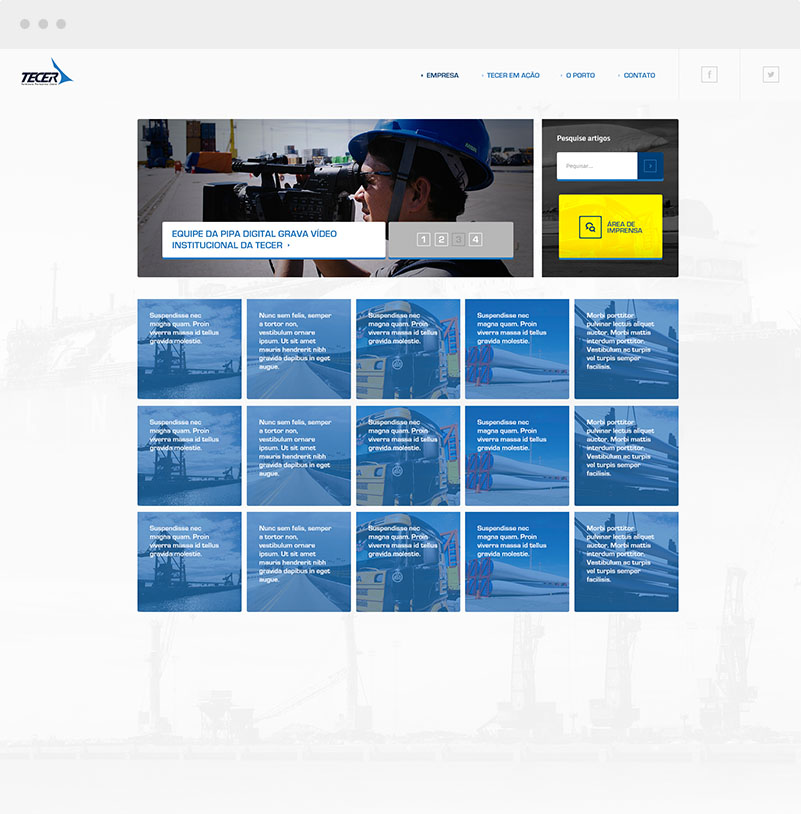 TECER
EMPRESA
TECER EM AÇÃO
O PORTO
CONTATO
EQUIPE DA PIPA DIGITAL GRAVA VÍDEO
INSTITUCIONAL DA TECER
1 2 3 4
Pesquise artigos
ÁREA DE
IMPRENSA
Suspendisse nec
magna quam. Proin
viverra massa id tellus
gravida molestie.
Nunc sem felis, semper
a tortor non,
vestibulum ornare
ipsum. Ut sit amet
mauris hendrerit nibh
gravida dapibus in eget
augue.
Suspendisse nec
magna quam. Proin
viverra massa id tellus
gravida molestie.
Suspendisse nec
magna quam. Proin
viverra massa id tellus
gravida molestie.
Morbi porttitor
pulvinar lectus aliquet
auctor. Morbi mattis
interdum porttitor.
Vestibulum ac turpis
vel turpis semper
facilisis.
Suspendisse nec
magna quam. Proin
viverra massa id tellus
gravida molestie.
Nunc sem felis, semper
a tortor non,
vestibulum ornare
ipsum. Ut sit amet
mauris hendrerit nibh
gravida dapibus in eget
augue.
Suspendisse nec
magna quam. Proin
viverra massa id tellus
gravida molestie.
Suspendisse nec
magna quam. Proin
viverra massa id tellus
gravida molestie.
Morbi porttitor
pulvinar lectus aliquet
auctor. Morbi mattis
interdum porttitor.
Vestibulum ac turpis
vel turpis semper
facilisis.
Suspendisse nec
magna quam. Proin
viverra massa id tellus
gravida molestie.
Nunc sem felis, semper
a tortor non,
vestibulum ornare
ipsum. Ut sit amet
mauris hendrerit nibh
gravida dapibus in eget
augue.
Suspendisse nec
magna quam. Proin
viverra massa id tellus
gravida molestie.
Suspendisse nec
magna quam. Proin
viverra massa id tellus
gravida molestie.
Morbi porttitor
pulvinar lectus aliquet
auctor. Morbi mattis
interdum porttitor.
Vestibulum ac turpis
vel turpis semper
facilisis.